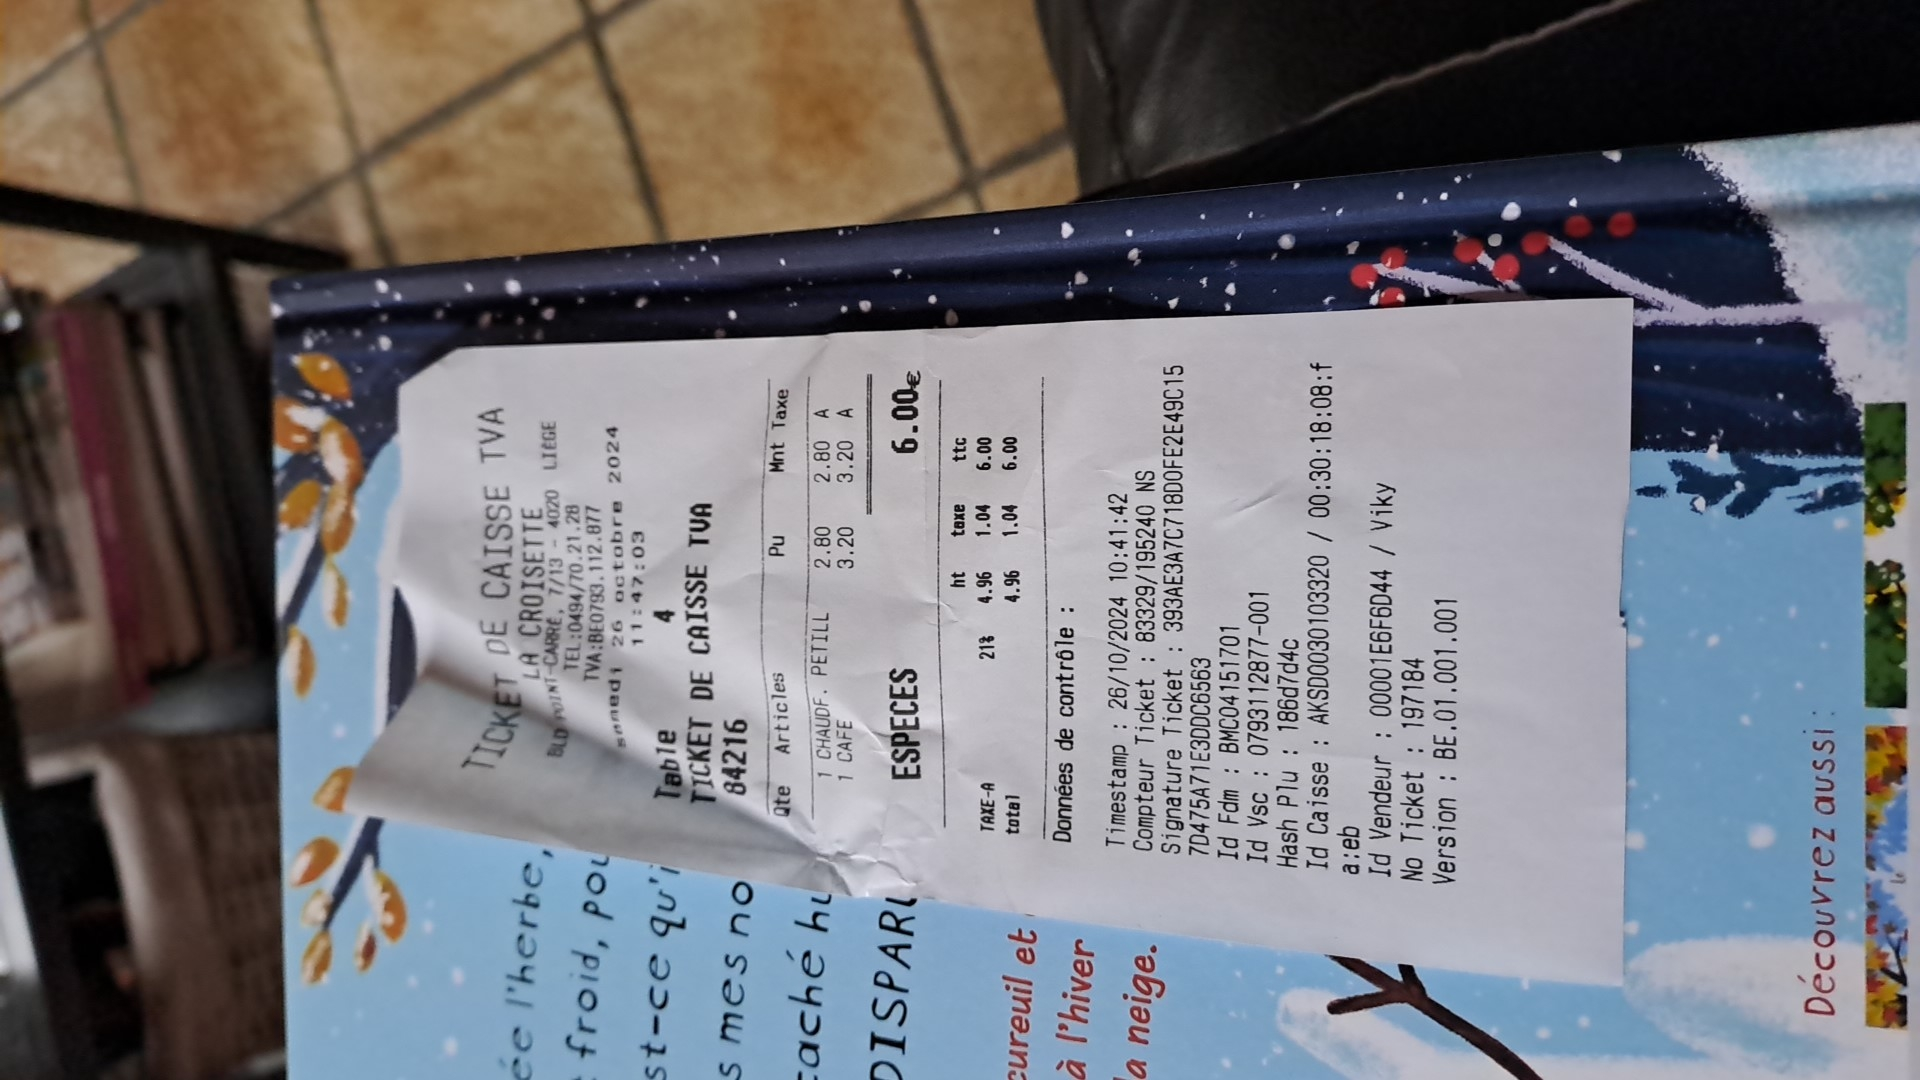 TICKET DE CAISSE TVA
LA CROISETTE
BLD POINT-CARRE, 7/13 - 4020 LIEGE
TEL:0494/70.21.28
TVA:BE0793.112.877
samedi 26 octobre 2024
11:47:03
Table 4
TICKET DE CAISSE TVA
84216
Qte Articles Pu Mnt Taxe
1 CHAUDF. PETILL 2.80 2.80 A
1 CAFE 3.20 3.20 A
ESPECES 6.00€
ht taxe ttc
TAXE-A 21% 4.96 1.04 6.00
total 4.96 1.04 6.00
Données de contrôle :
Timestamp : 26/10/2024 10:41:42
Compteur Ticket : 83329/195240 NS
Signature Ticket : 393AE3A7C718D0FE2E49C15
7D475A71E3DDC6563
Id Fdm : BMC04151701
Id Vsc : 0793112877-001
Hash Plu : 186d7d4c
Id Caisse : AKSD003010103320 / 00:30:18:08:f
a:eb
Id Vendeur : 00001E6F6D44 / Viky
No Ticket : 197184
Version : BE.01.001.001
ée l'herbe,
froid, pou
st-ce qu'i
s mes no
caché hu
DISPARU
cureuil et
à l'hiver
la neige.
Découvrez aussi :
le